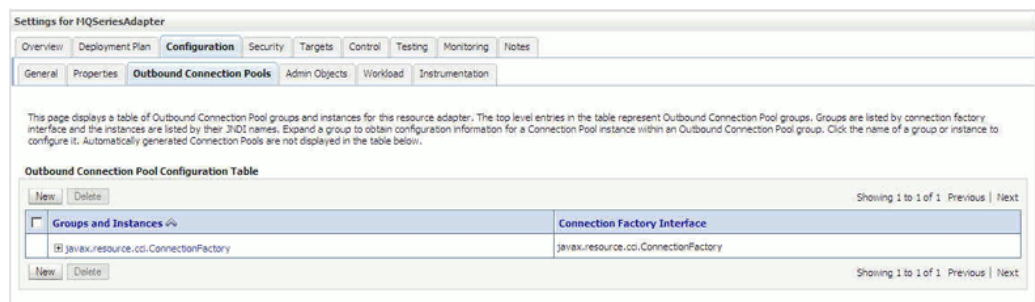 Settings for MQSeriesAdapter
Overview Deployment Plan Configuration Security Targets Control Testing Monitoring Notes
General Properties Outbound Connection Pools Admin Objects Workload Instrumentation
This page displays a table of Outbound Connection Pool groups and instances for this resource adapter. The top level entries in the table represent Outbound Connection Pool groups. Groups are listed by connection factory
interface and the instances are listed by their JNDI names. Expand a group to obtain configuration information for a Connection Pool instance within an Outbound Connection Pool group. Click the name of a group or instance to
configure it. Automatically generated Connection Pools are not displayed in the table below.
Outbound Connection Pool Configuration Table
New Delete Showing 1 to 1 of 1 Previous | Next
Groups and Instances Connection Factory Interface
javax.resource.cci.ConnectionFactory javax.resource.cci.ConnectionFactory
New Delete Showing 1 to 1 of 1 Previous | Next